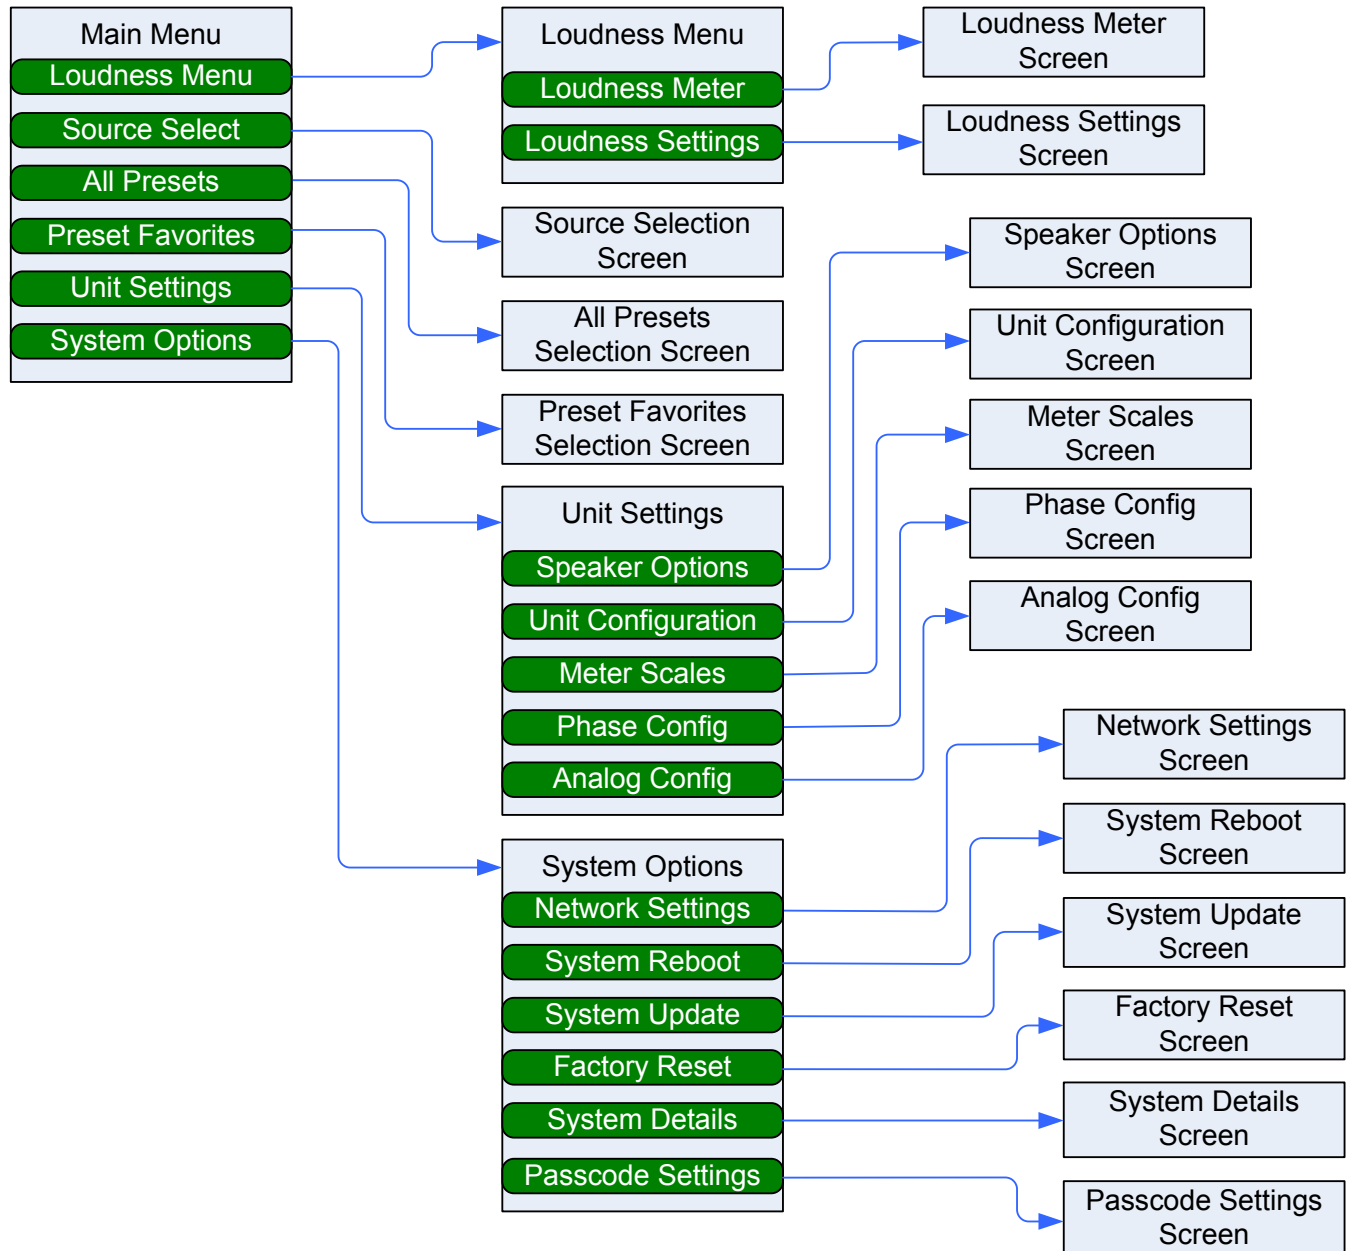 Main Menu
Loudness Menu
Source Select
All Presets
Preset Favorites
Unit Settings
System Options
Loudness Menu
Loudness Meter
Loudness Settings
Loudness Meter
Screen
Loudness Settings
Screen
Source Selection
Screen
All Presets
Selection Screen
Preset Favorites
Selection Screen
Unit Settings
Speaker Options
Unit Configuration
Meter Scales
Phase Config
Analog Config
Speaker Options
Screen
Unit Configuration
Screen
Meter Scales
Screen
Phase Config
Screen
Analog Config
Screen
System Options
Network Settings
System Reboot
System Update
Factory Reset
System Details
Passcode Settings
Network Settings
Screen
System Reboot
Screen
System Update
Screen
Factory Reset
Screen
System Details
Screen
Passcode Settings
Screen